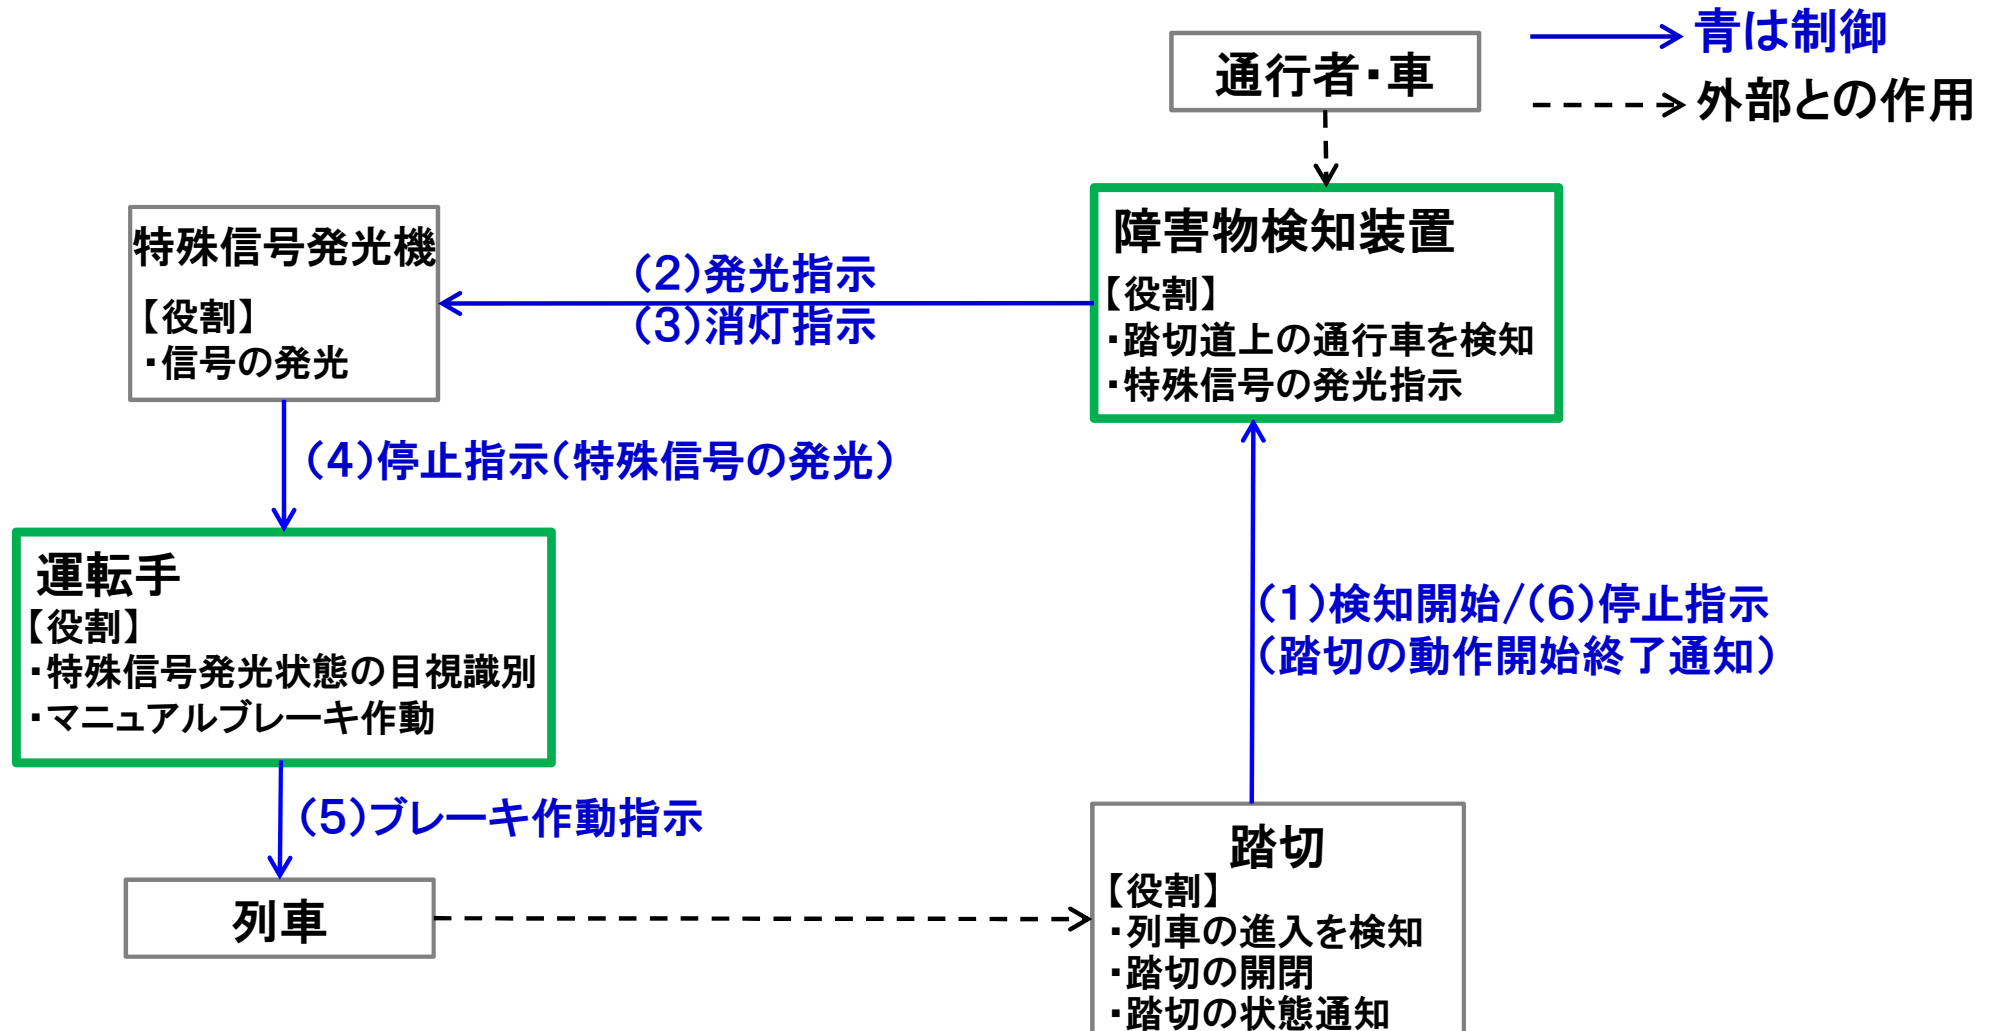 青は制御
外部との作用
通行者・車
障害物検知装置
【役割】
・踏切道上の通行車を検知
・特殊信号の発光指示
特殊信号発光機
【役割】
・信号の発光
(2)発光指示
(3)消灯指示
(4)停止指示(特殊信号の発光)
運転手
【役割】
・特殊信号発光状態の目視識別
・マニュアルブレーキ作動
(1)検知開始/(6)停止指示
(踏切の動作開始終了通知)
(5)ブレーキ作動指示
列車
踏切
【役割】
・列車の進入を検知
・踏切の開閉
・踏切の状態通知